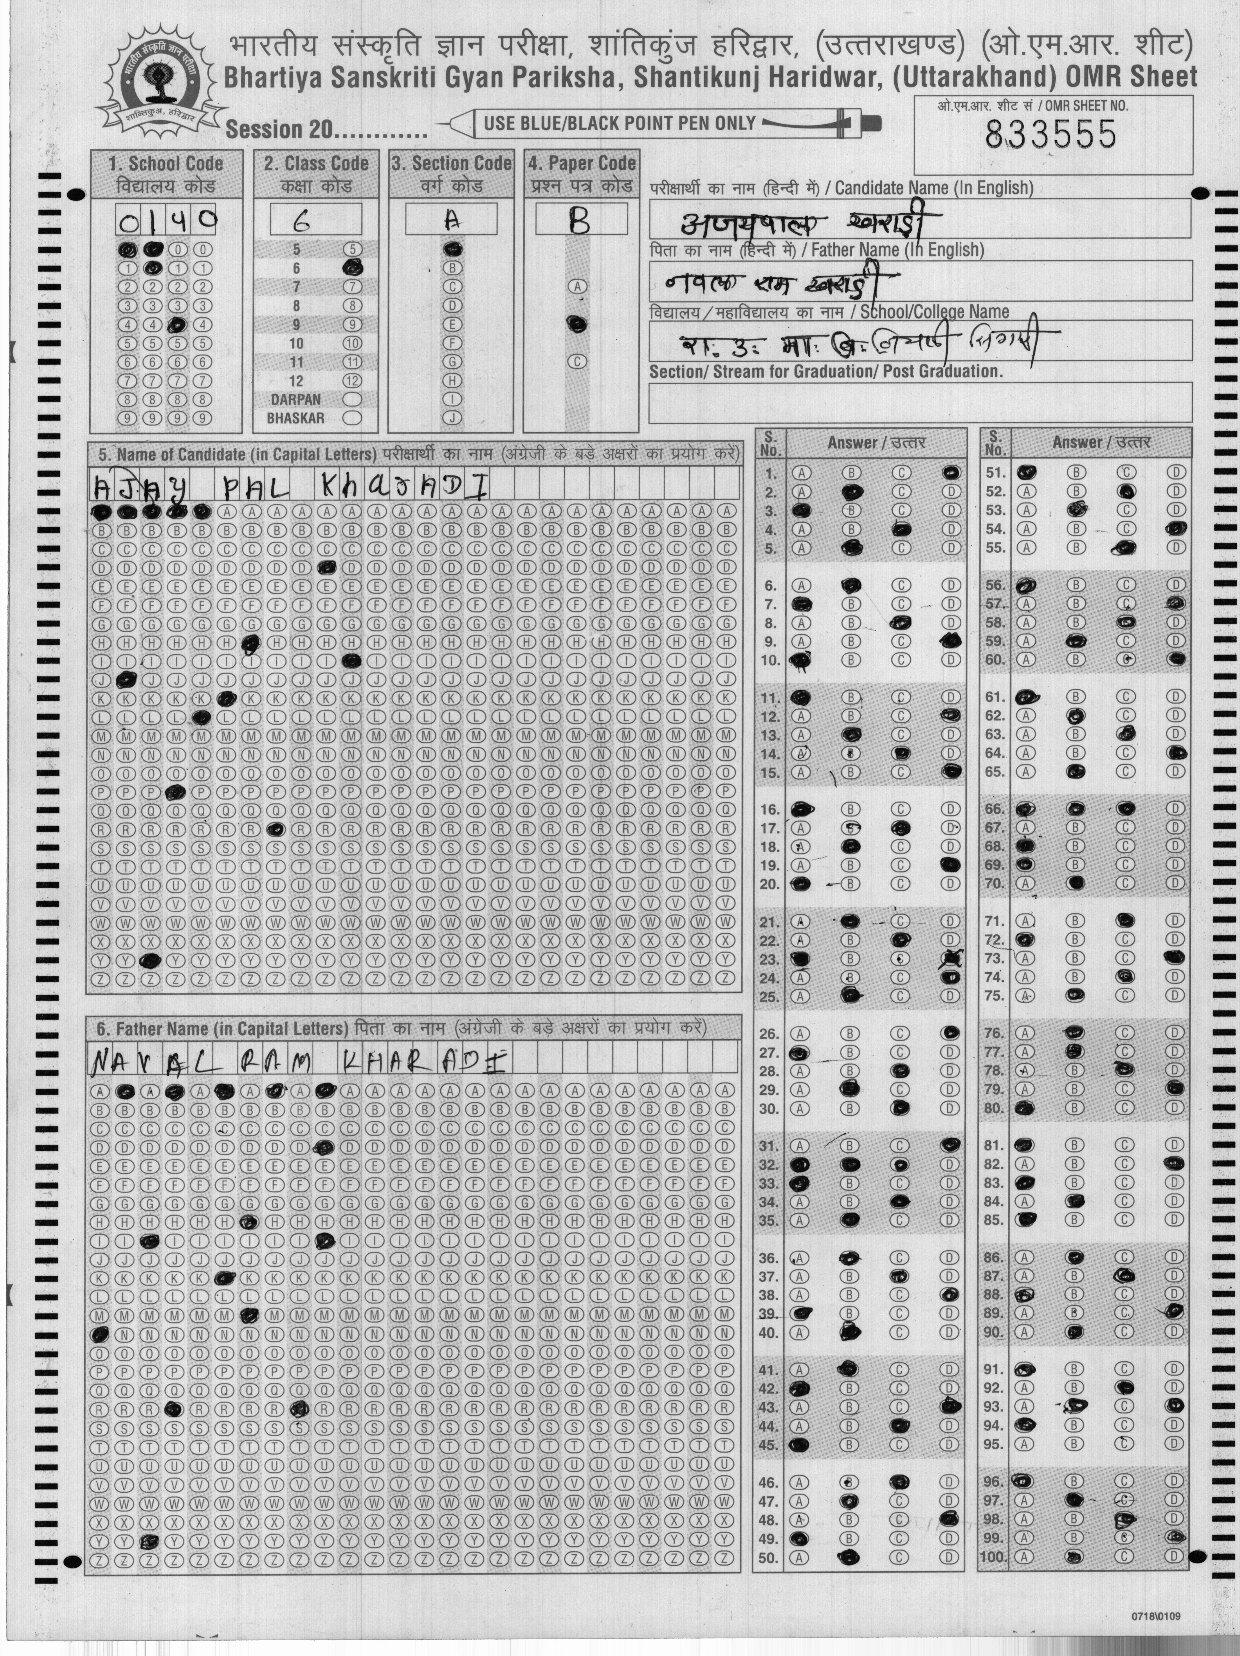 भारतीय संस्कृति ज्ञान परीक्षा, शांतिकुंज हरिद्वार, (उत्तराखण्ड) (ओ.एम.आर. शीट)
Bhartiya Sanskriti Gyan Pariksha, Shantikunj Haridwar, (Uttarakhand) OMR Sheet
Session 20............
USE BLUE/BLACK POINT PEN ONLY
ओ.एम.आर. शीट सं / OMR SHEET NO.
833555
1. School Code
विद्यालय कोड
0140
2. Class Code
कक्षा कोड
6
5
6
7
8
9
10
11
12
DARPAN
BHASKAR
3. Section Code
वर्ग कोड
A
4. Paper Code
प्रश्न पत्र कोड
B
परीक्षार्थी का नाम (हिन्दी में) / Candidate Name (In English)
अजयपाल खराडी
पिता का नाम (हिन्दी में) / Father Name (In English)
नवल राम खराडी
विद्यालय / महाविद्यालय का नाम / School/College Name
रा. उ. मा. वि.
Section/ Stream for Graduation/ Post Graduation.
5. Name of Candidate (in Capital Letters) परीक्षार्थी का नाम (अंग्रेजी के बड़े अक्षरों का प्रयोग करें)
AJAY PAL KhaRADI
6. Father Name (in Capital Letters) पिता का नाम (अंग्रेजी के बड़े अक्षरों का प्रयोग करें)
NAVAL RAM KHARADI
S. No. Answer / उत्तर
S. No. Answer / उत्तर
0718\0109